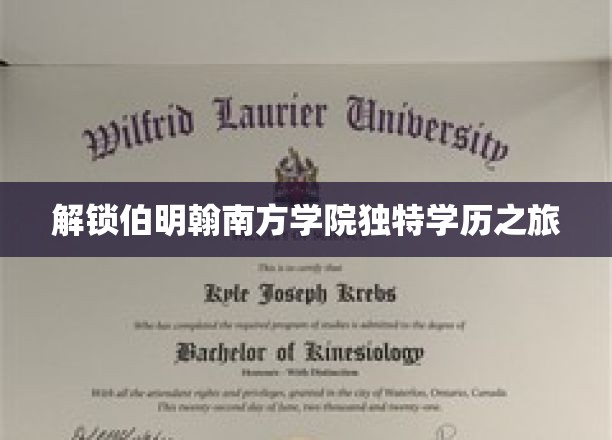 Wilfrid Laurier University
解锁伯明翰南方学院独特学历之旅
This is to certify that
Kyle Joseph Krebs
Who has completed the required program of studies is admitted to the degree of
Bachelor of Kinesiology
Honours - With Distinction
With all the attendant rights and privileges, granted in the city of Waterloo, Ontario, Canada
This twenty-second day of June, two thousand and twenty-one.